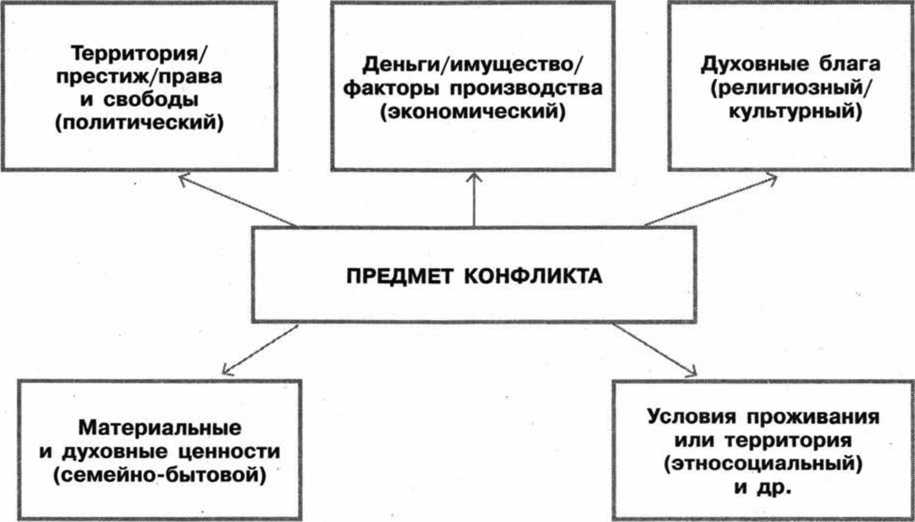 Территория/
престиж/права
и свободы
(политический)
Деньги/имущество/
факторы производства
(экономический)
Духовные блага
(религиозный/
культурный)
ПРЕДМЕТ КОНФЛИКТА
Материальные
и духовные ценности
(семейно-бытовой)
Условия проживания
или территория
(этносоциальный)
и др.